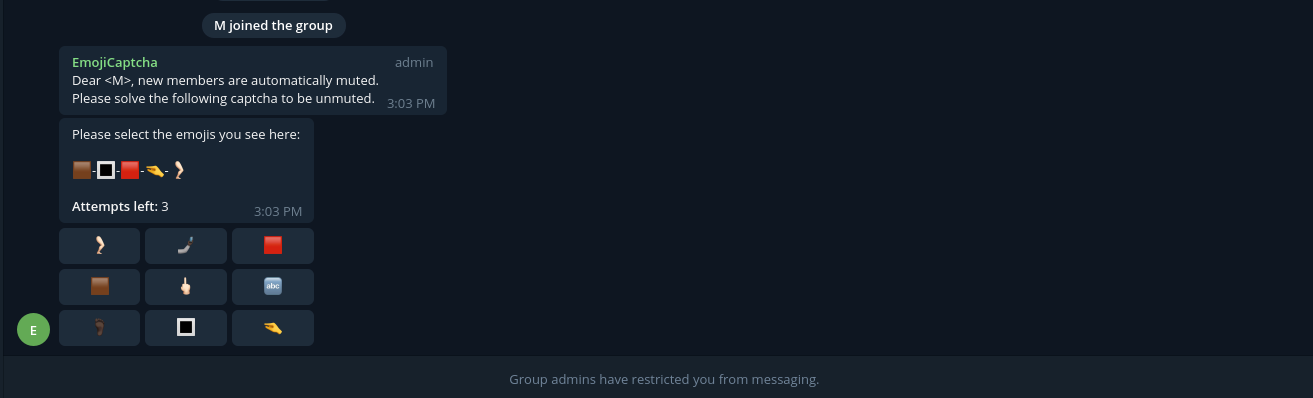 M joined the group
EmojiCaptcha admin
Dear <M>, new members are automatically muted.
Please solve the following captcha to be unmuted. 3:03 PM
Please select the emojis you see here:
🟫-🔳-🟥-🫳-🦵🏻
Attempts left: 3 3:03 PM
abc
E
Group admins have restricted you from messaging.